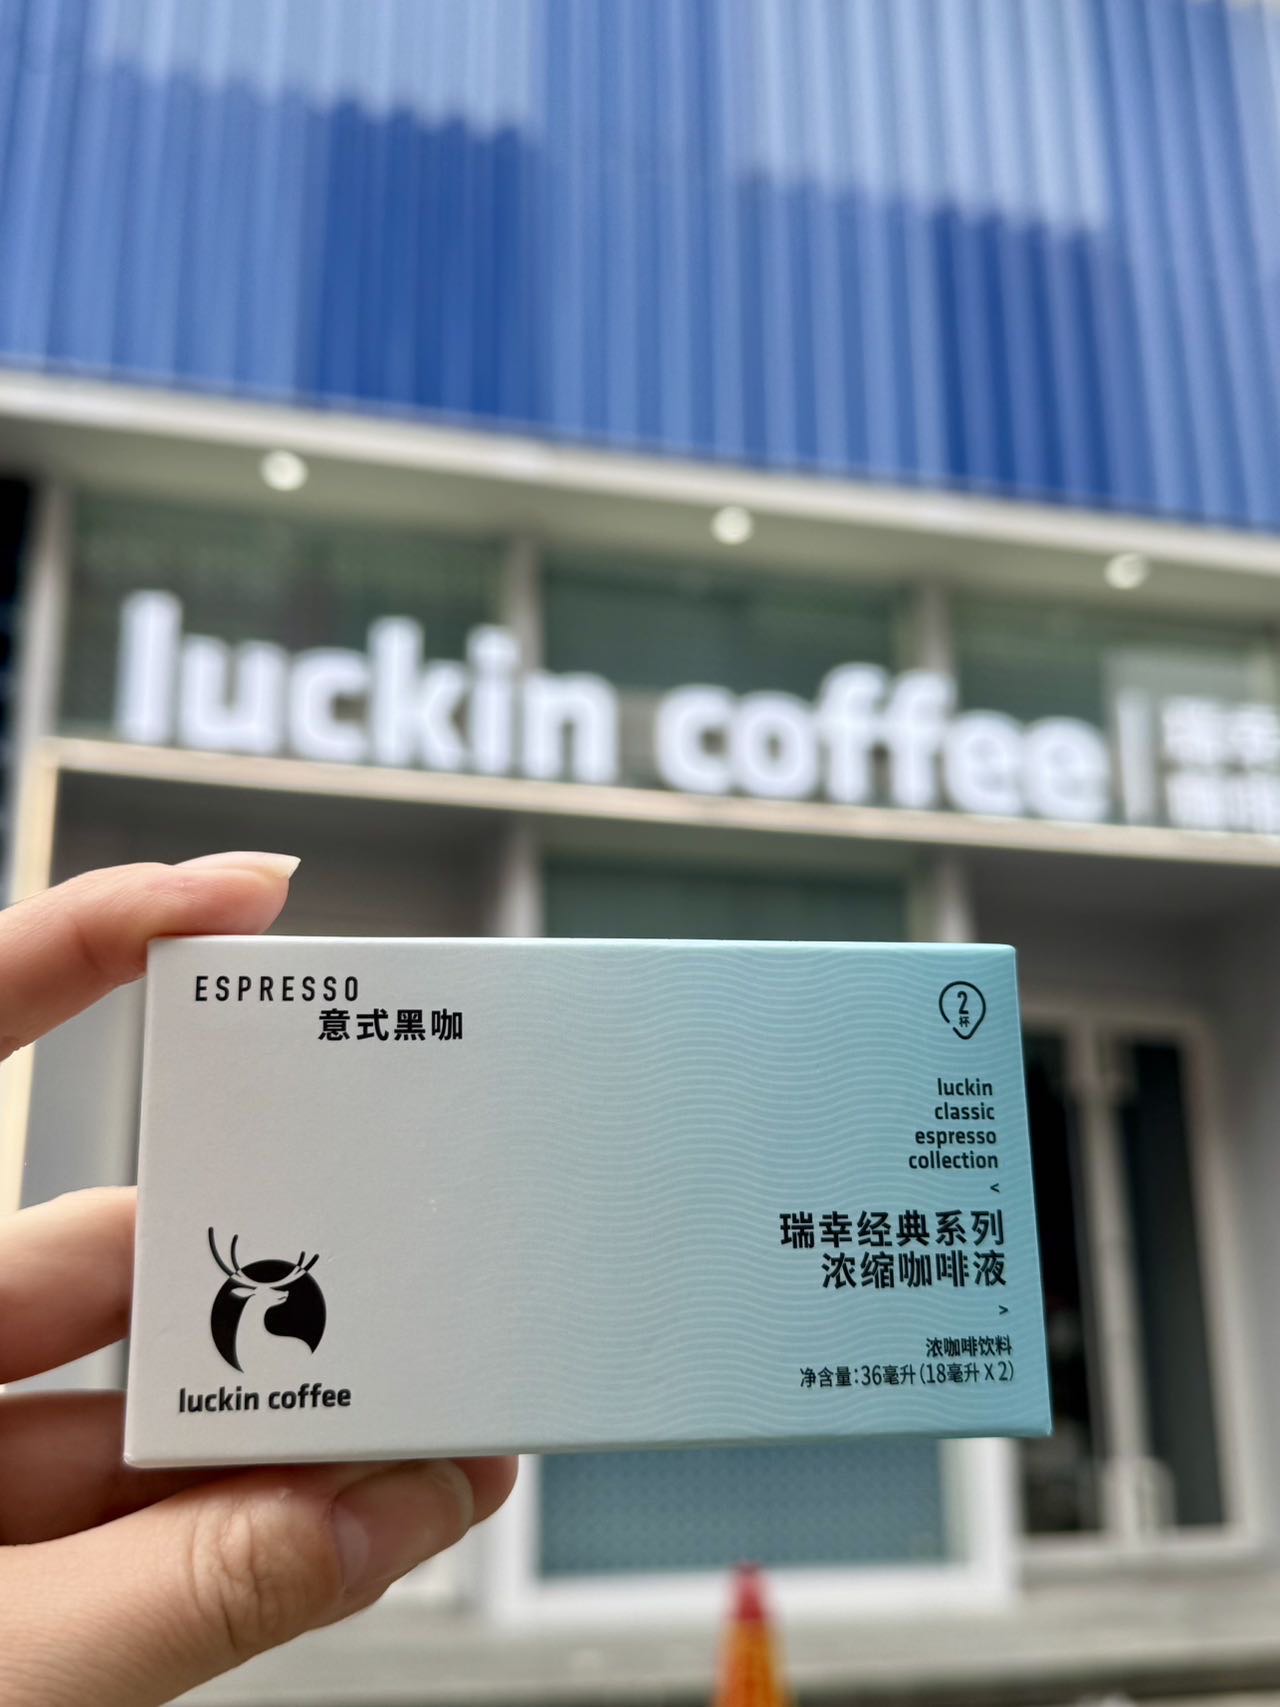 luckin coffee
ESPRESSO
意式黑咖
2
杯
luckin
classic
espresso
collection
<
瑞幸经典系列
浓缩咖啡液
>
浓咖啡饮料
净含量:36毫升(18毫升X2)
luckin coffee